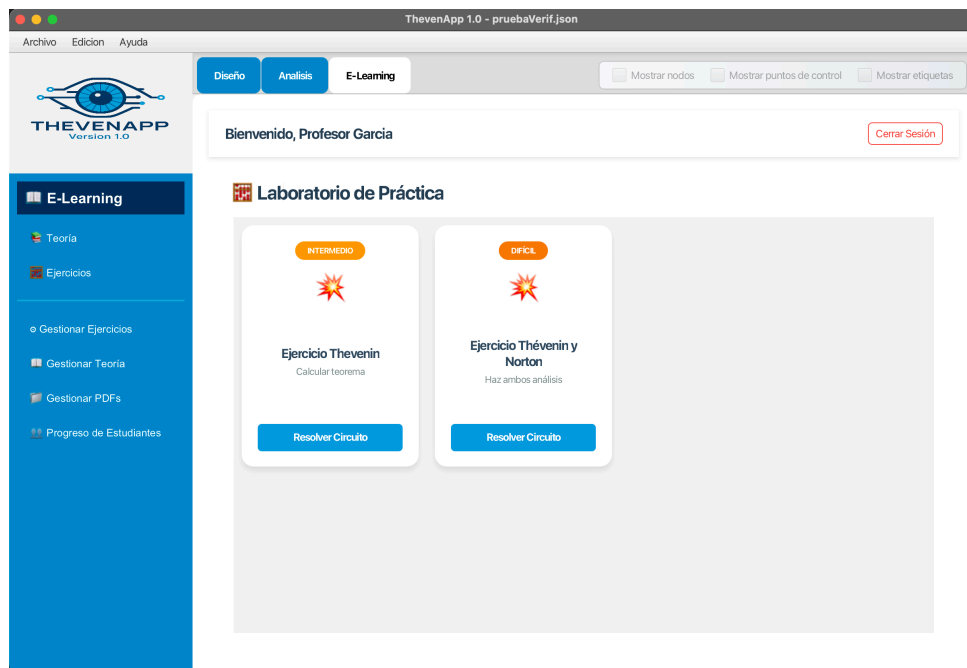 ThevenApp 1.0 - pruebaVerif.json
Archivo Edicion Ayuda
THEVENAPP
Version 1.0
Diseño Analisis E-Learning
Mostrar nodos Mostrar puntos de control Mostrar etiquetas
Bienvenido, Profesor Garcia
Cerrar Sesión
E-Learning
Teoría
Ejercicios
Gestionar Ejercicios
Gestionar Teoría
Gestionar PDFs
Progreso de Estudiantes
Laboratorio de Práctica
INTERMEDIO
Ejercicio Thevenin
Calcular teorema
Resolver Circuito
DIFÍCIL
Ejercicio Thévenin y
Norton
Haz ambos análisis
Resolver Circuito